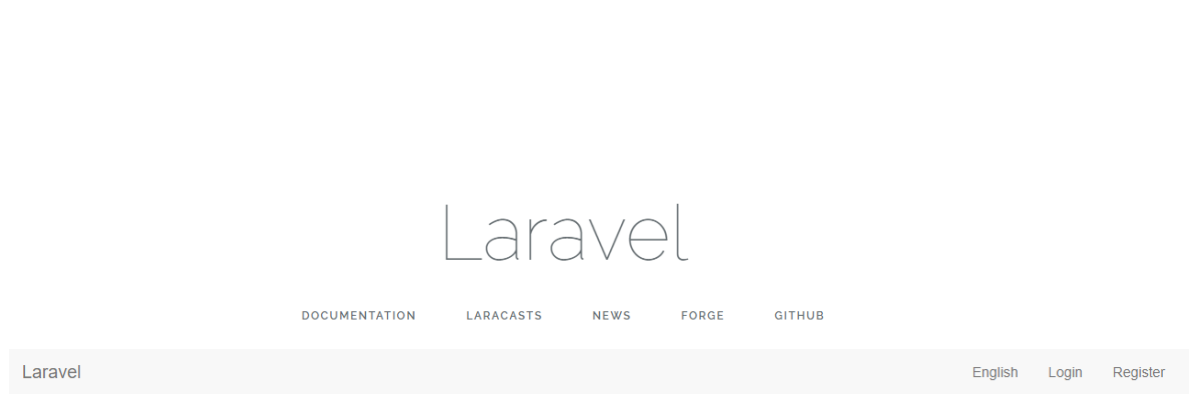 Laravel
DOCUMENTATION LARACASTS NEWS FORGE GITHUB
Laravel English Login Register